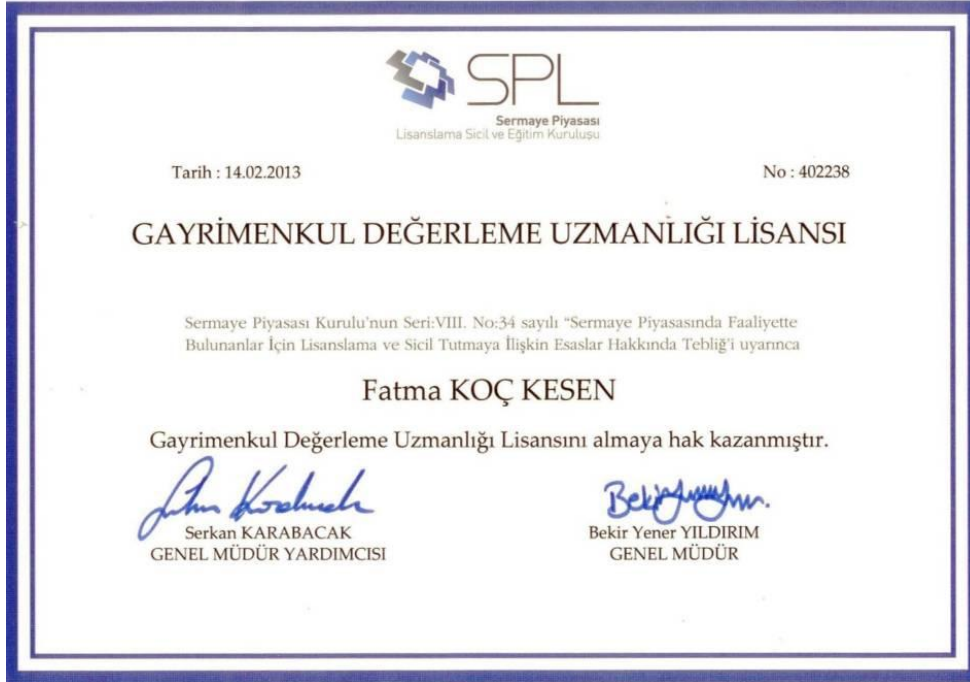 SPL
Sermaye Piyasası
Lisanslama Sicil ve Eğitim Kuruluşu
Tarih : 14.02.2013 No : 402238
GAYRİMENKUL DEĞERLEME UZMANLIĞI LİSANSI
Sermaye Piyasası Kurulu'nun Seri:VIII. No:34 sayılı "Sermaye Piyasasında Faaliyette
Bulunanlar İçin Lisanslama ve Sicil Tutmaya İlişkin Esaslar Hakkında Tebliğ'i uyarınca
Fatma KOÇ KESEN
Gayrimenkul Değerleme Uzmanlığı Lisansını almaya hak kazanmıştır.
Serkan KARABACAK Bekir Yener YILDIRIM
GENEL MÜDÜR YARDIMCISI GENEL MÜDÜR